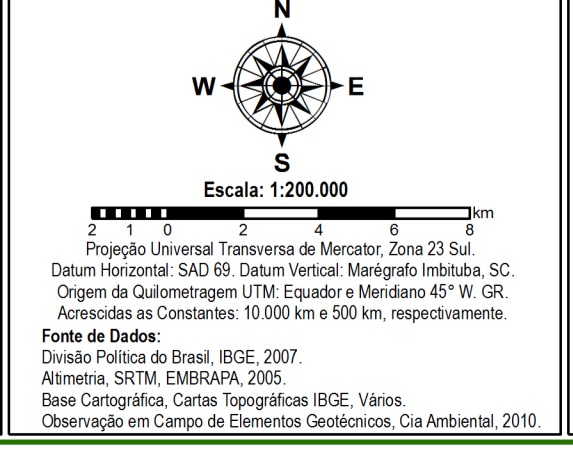 N
W E
S
Escala: 1:200.000
km
2 1 0 2 4 6 8
Projeção Universal Transversa de Mercator, Zona 23 Sul.
Datum Horizontal: SAD 69. Datum Vertical: Marégrafo Imbituba, SC.
Origem da Quilometragem UTM: Equador e Meridiano 45° W. GR.
Acrescidas as Constantes: 10.000 km e 500 km, respectivamente.
Fonte de Dados:
Divisão Política do Brasil, IBGE, 2007.
Altimetria, SRTM, EMBRAPA, 2005.
Base Cartográfica, Cartas Topográficas IBGE, Vários.
Observação em Campo de Elementos Geotécnicos, Cia Ambiental, 2010.